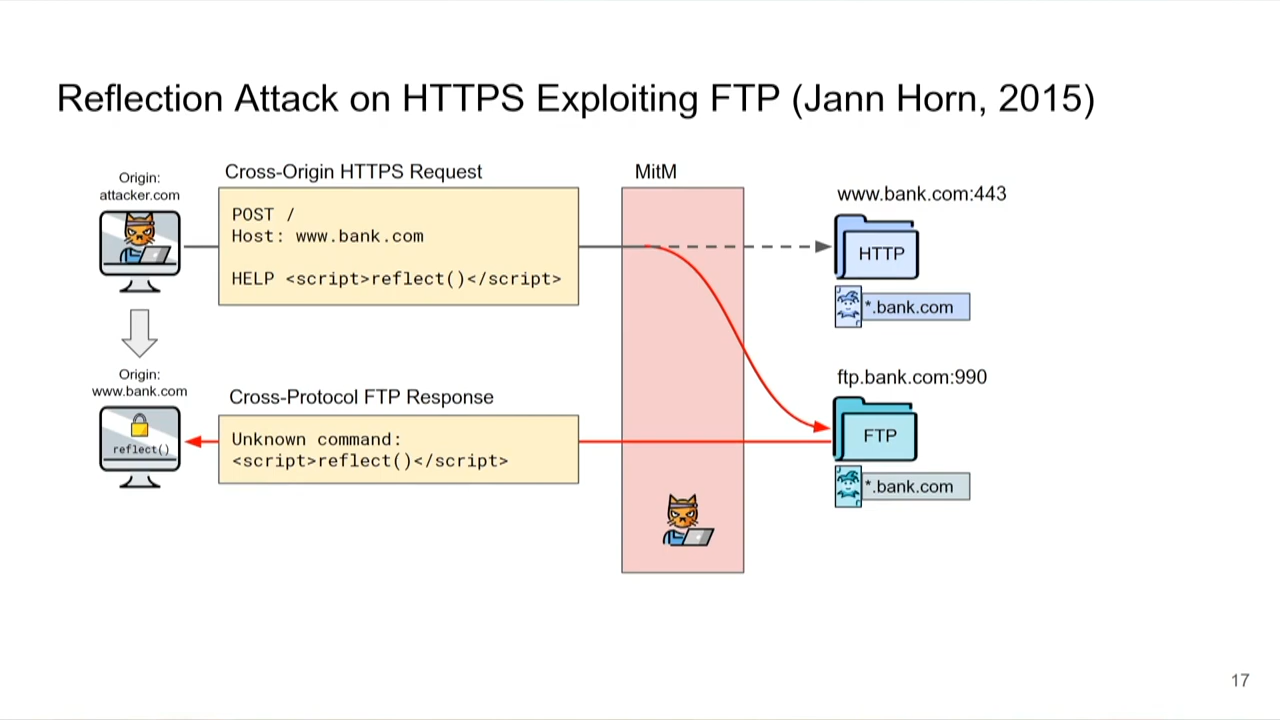 Reflection Attack on HTTPS Exploiting FTP (Jann Horn, 2015)
Origin:
attacker.com
Cross-Origin HTTPS Request
POST /
Host: www.bank.com
HELP <script>reflect()</script>
MitM
www.bank.com:443
HTTP
*.bank.com
Origin:
www.bank.com
reflect()
Cross-Protocol FTP Response
Unknown command:
<script>reflect()</script>
ftp.bank.com:990
FTP
*.bank.com
17